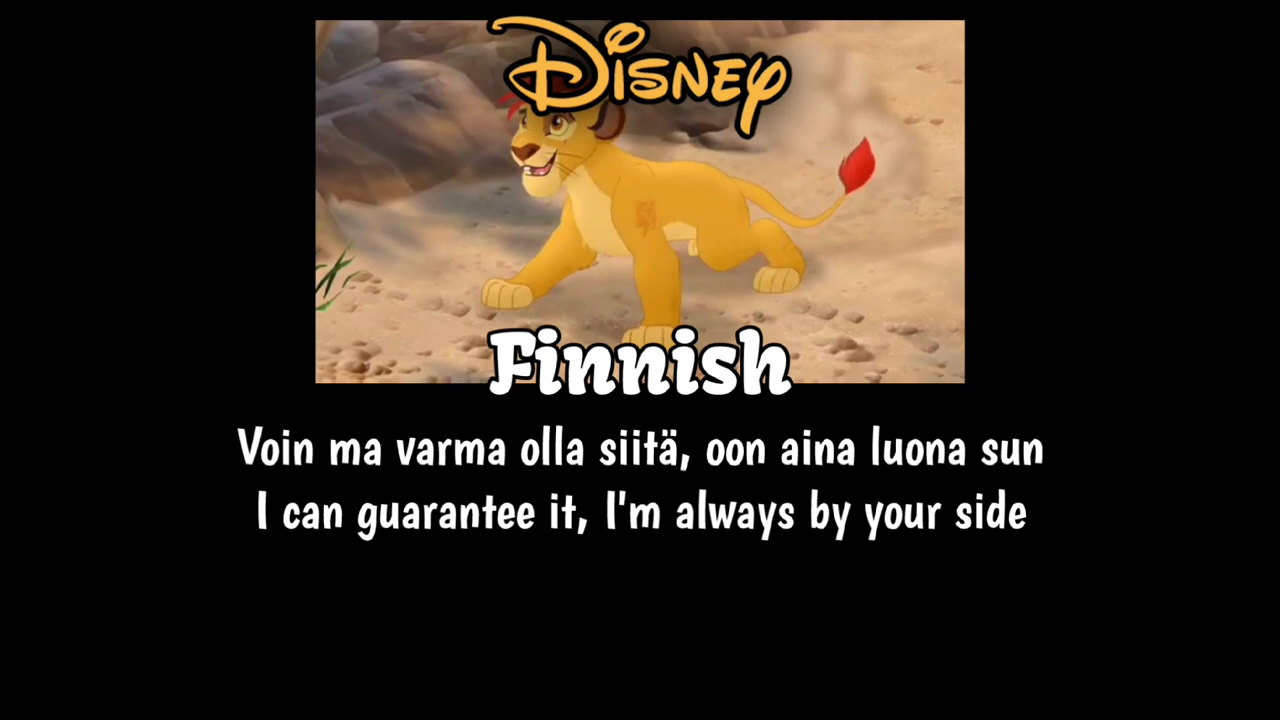 Disney
Finnish
Voin ma varma olla siitä, oon aina luona sun
I can guarantee it, I'm always by your side